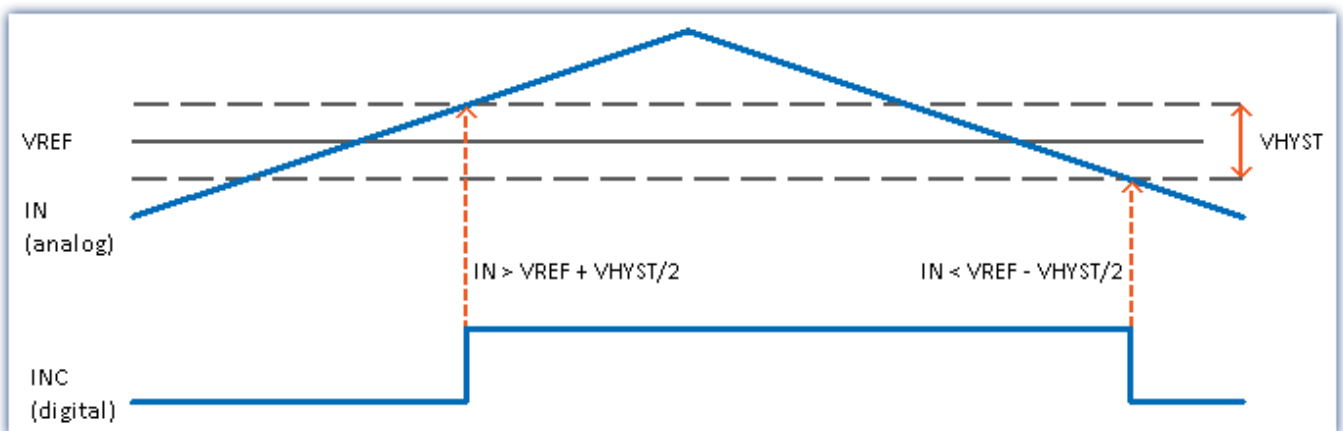 VREF
VHYST
IN
(analog)
IN > VREF + VHYST/2
IN < VREF - VHYST/2
INC
(digital)